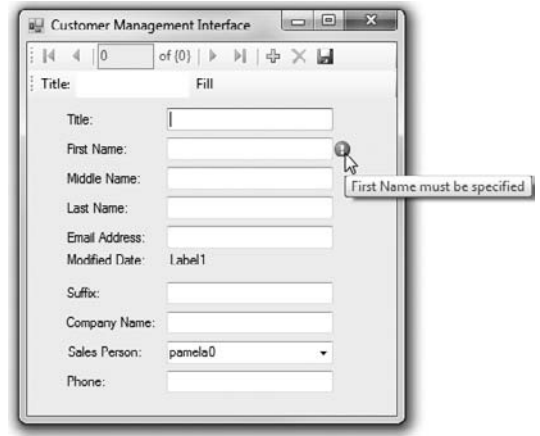 Customer Management Interface
0 of {0}
Title: Fill
Title:
First Name:
First Name must be specified
Middle Name:
Last Name:
Email Address:
Modified Date: Label1
Suffix:
Company Name:
Sales Person: pamela0
Phone: